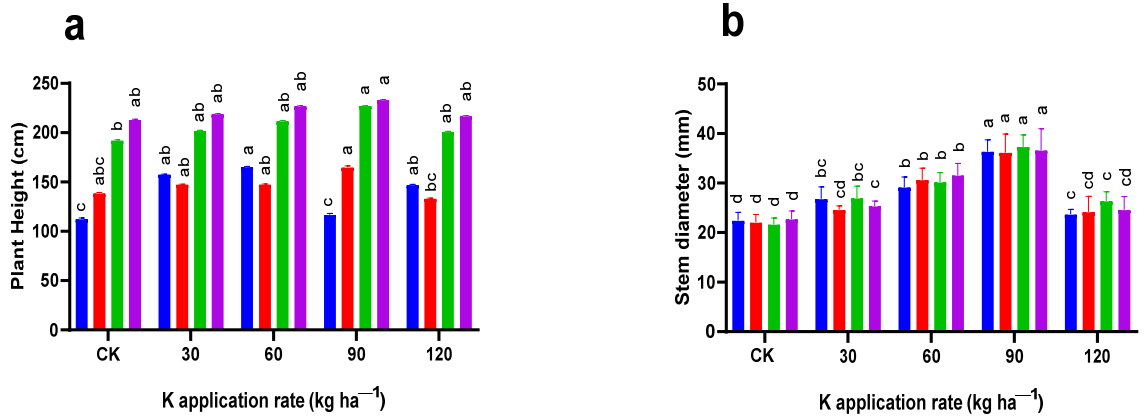 a
Plant Height (cm)
250
200
150
100
50
0
c
abc
b
ab
ab
ab
ab
ab
a
ab
ab
ab
c
a
a
a
ab
bc
ab
ab
CK
30
60
90
120
K application rate (kg ha—1)
b
Stem diameter (mm)
50
40
30
20
10
0
d
d
d
d
bc
cd
bc
c
b
b
b
b
a
a
a
a
c
cd
c
cd
CK
30
60
90
120
K application rate (kg ha—1)